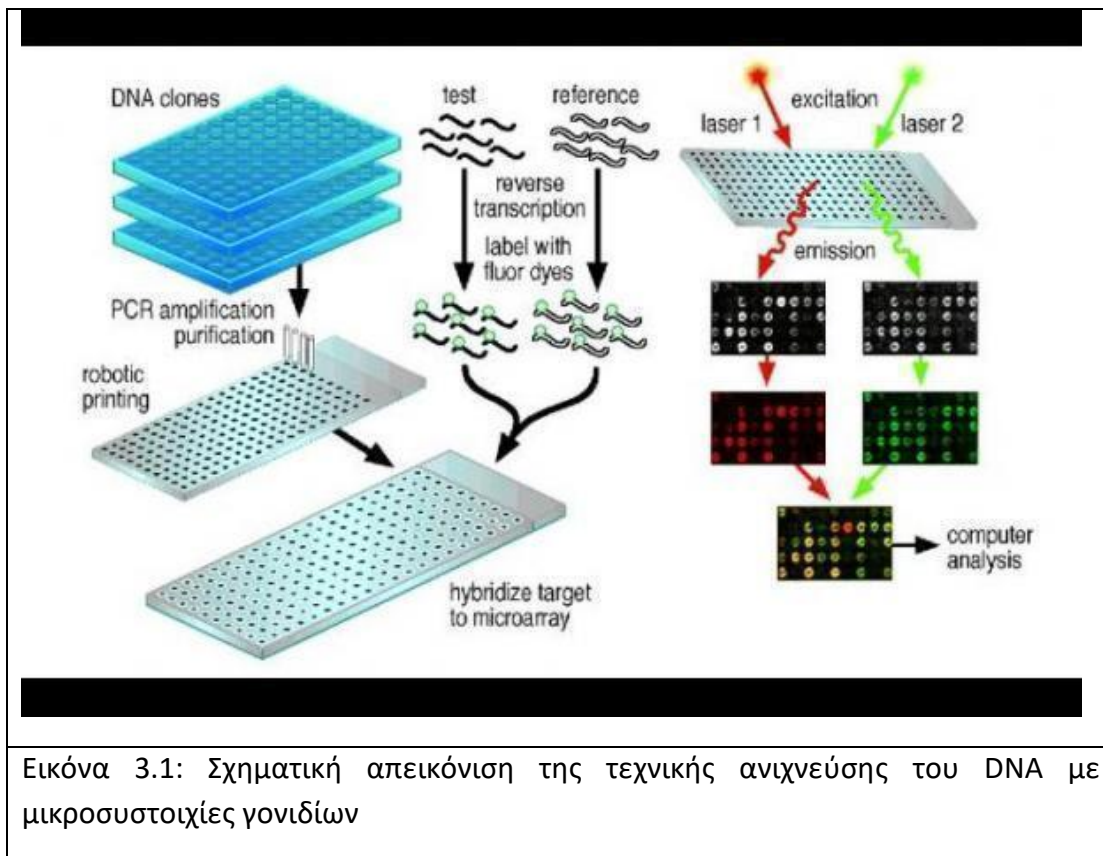 DNA clones
PCR amplification
purification
robotic
printing
test
reference
reverse
transcription
label with
fluor dyes
hybridize target
to microarray
excitation
laser 1
laser 2
emission
computer
analysis
Εικόνα 3.1: Σχηματική απεικόνιση της τεχνικής ανιχνεύσης του DNA με
μικροσυστοιχίες γονιδίων